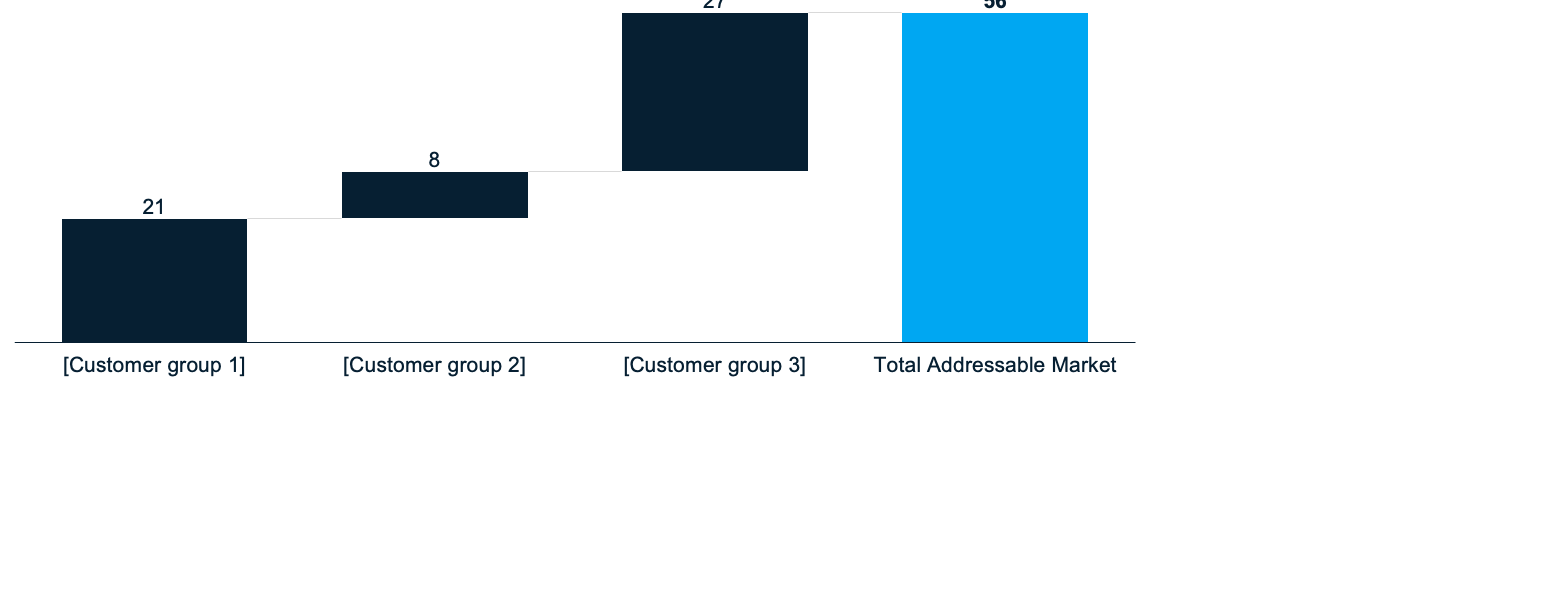 27
56
8
21
[Customer group 1]
[Customer group 2]
[Customer group 3]
Total Addressable Market